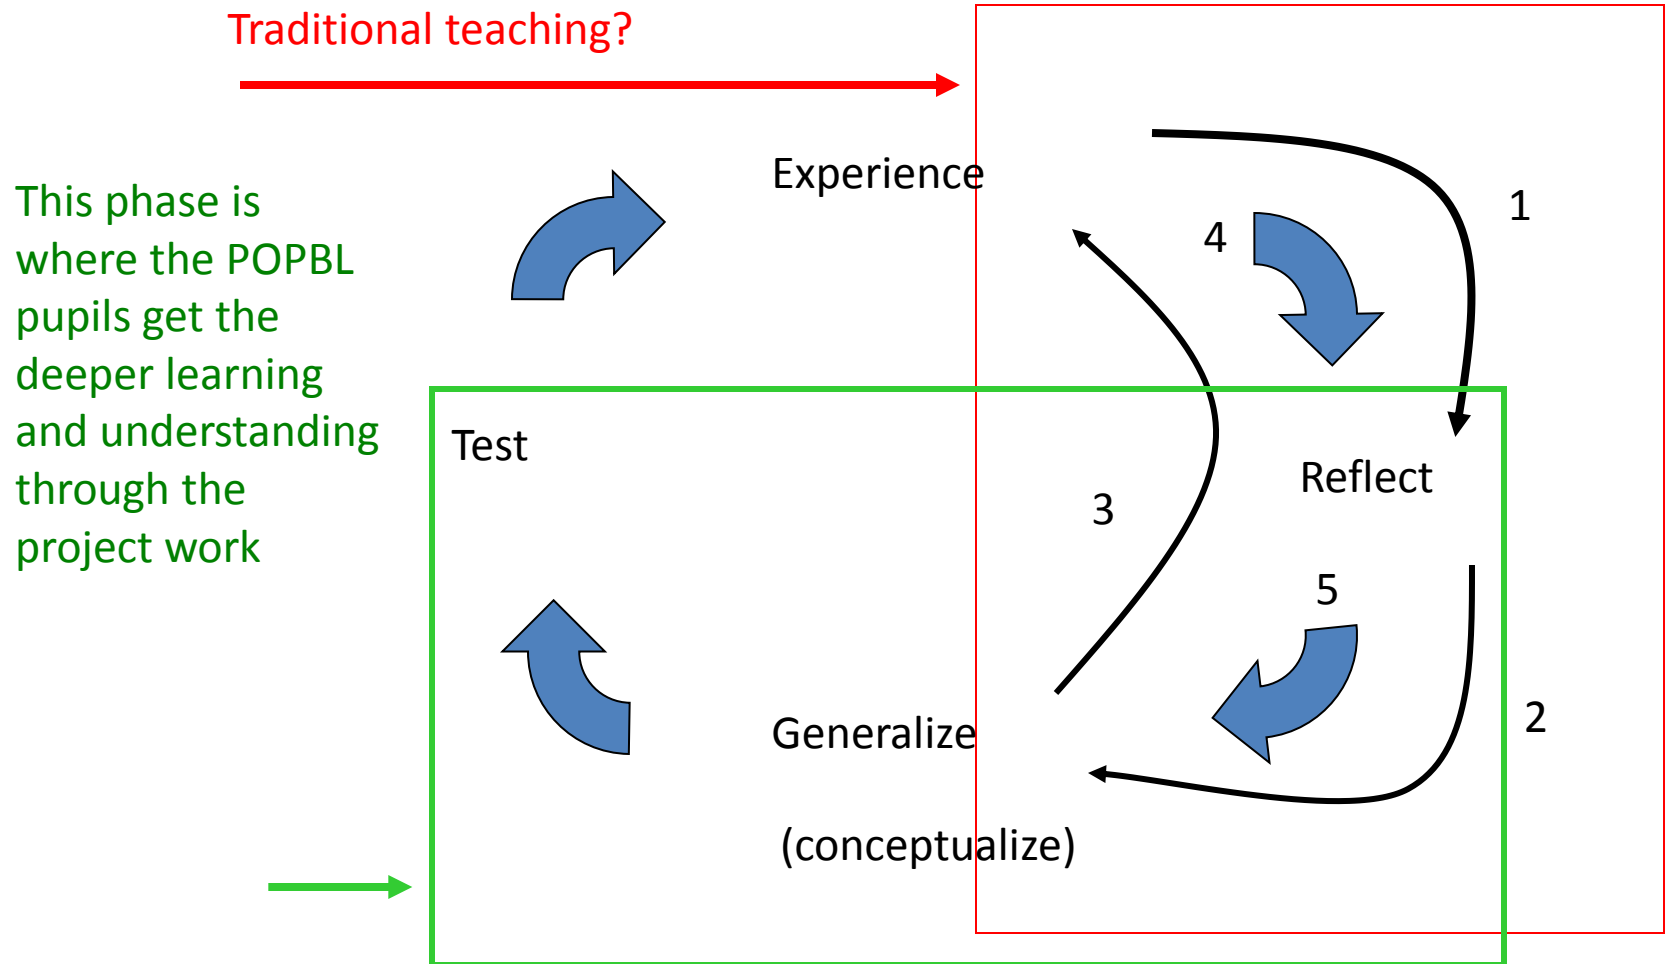 Traditional teaching?
This phase is
where the POPBL
pupils get the
deeper learning
and understanding
through the
project work
Experience
1
4
Test
Reflect
3
5
Generalize
2
(conceptualize)